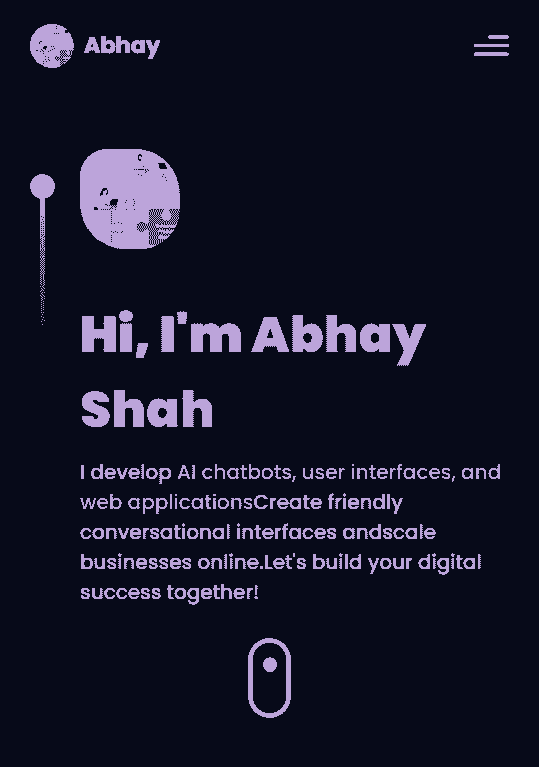 Abhay
Hi, I'm Abhay
Shah
I develop AI chatbots, user interfaces, and
web applicationsCreate friendly
conversational interfaces andscale
businesses online.Let's build your digital
success together!